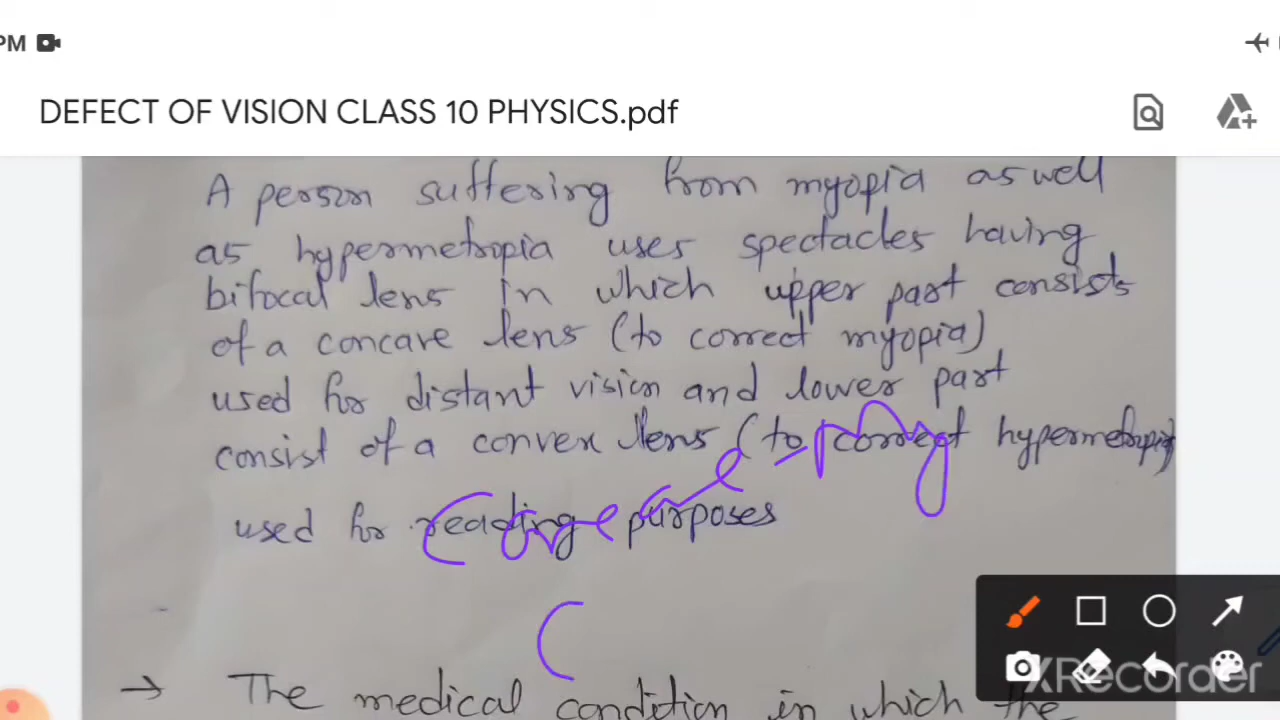 PM
DEFECT OF VISION CLASS 10 PHYSICS.pdf
A person suffering from myopia as well
as hypermetropia uses spectacles having
bifocal lens in which upper part consists
of a concave lens (to correct myopia)
used for distant vision and lower part
consist of a convex lens (to correct hypermetropia)
used for reading purposes
→ The medical condition in which the
XRecorder